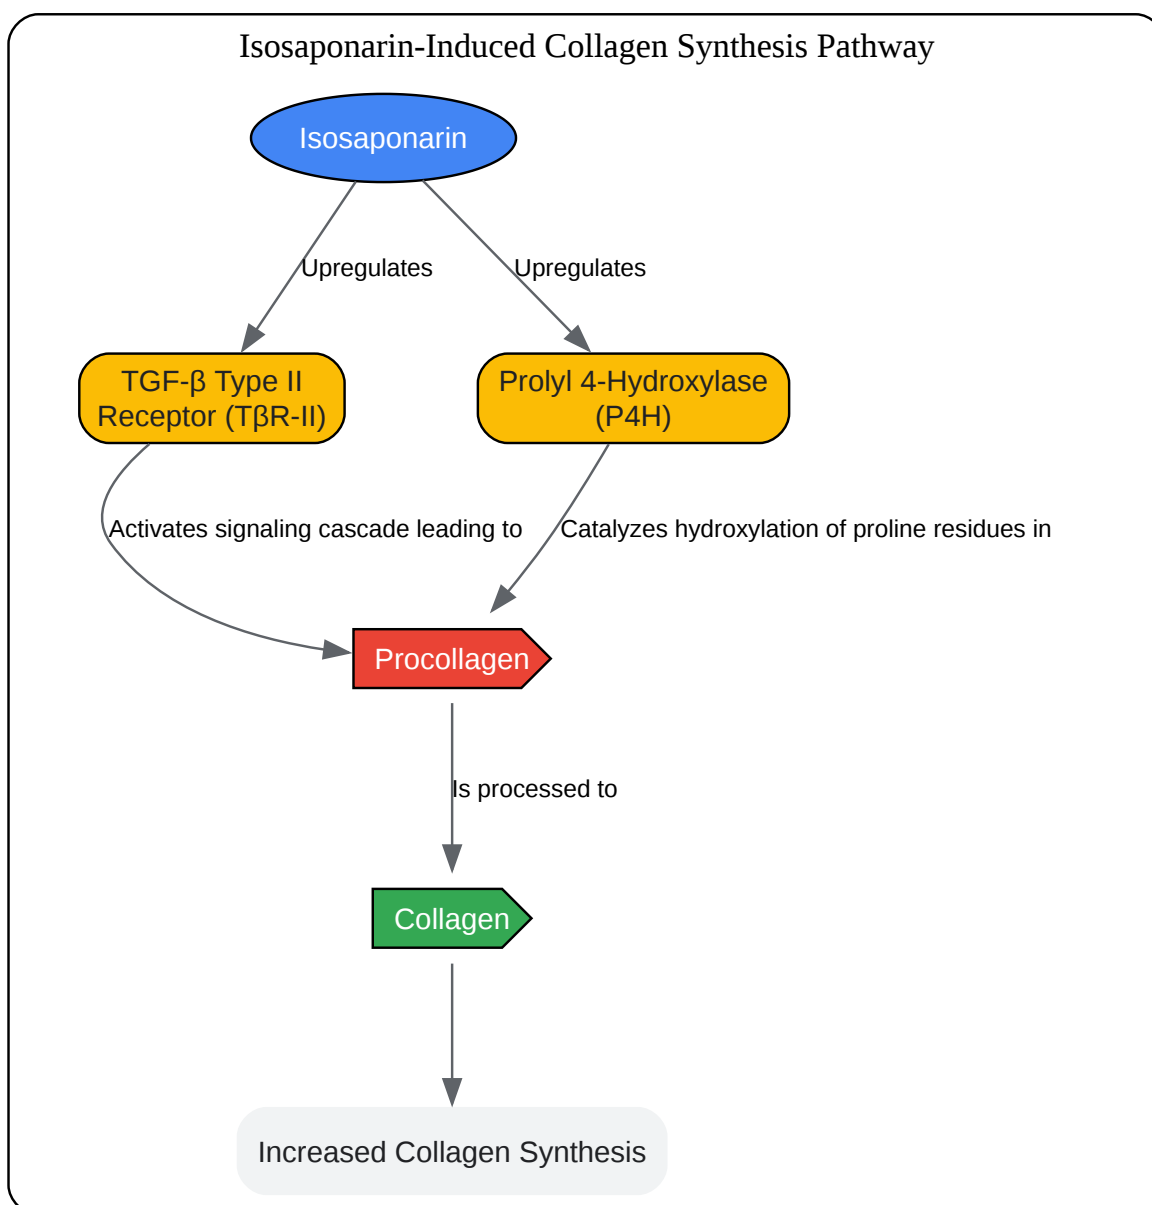 Isosaponarin-Induced Collagen Synthesis Pathway
Isosaponarin
Upregulates
Upregulates
TGF-β Type II
Receptor (TβR-II)
Prolyl 4-Hydroxylase
(P4H)
Activates signaling cascade leading to
Catalyzes hydroxylation of proline residues in
Procollagen
Is processed to
Collagen
Increased Collagen Synthesis